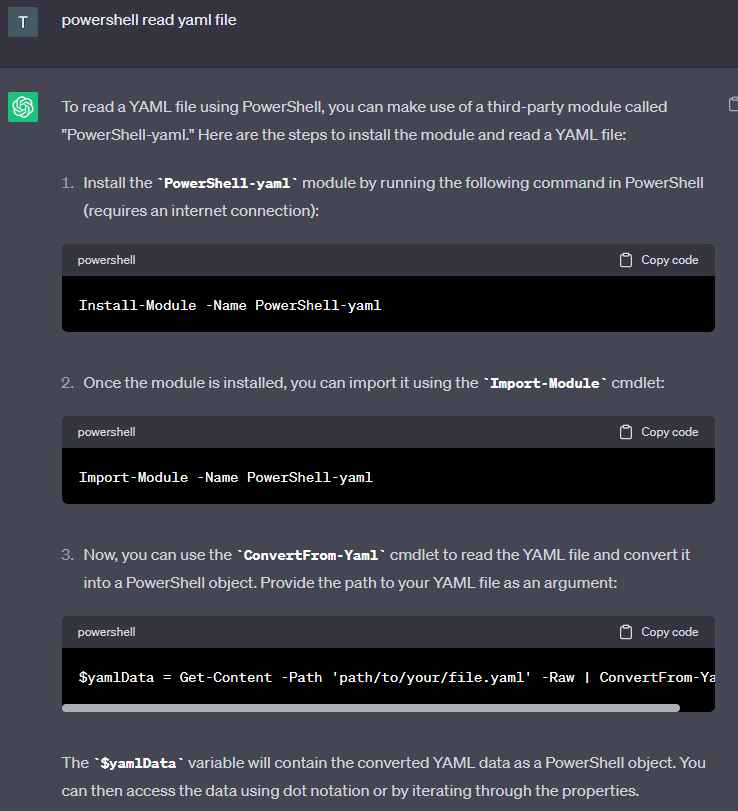 T
powershell read yaml file
To read a YAML file using PowerShell, you can make use of a third-party module called
"PowerShell-yaml." Here are the steps to install the module and read a YAML file:
1. Install the `PowerShell-yaml` module by running the following command in PowerShell
(requires an internet connection):
powershell Copy code
Install-Module -Name PowerShell-yaml
2. Once the module is installed, you can import it using the `Import-Module` cmdlet:
powershell Copy code
Import-Module -Name PowerShell-yaml
3. Now, you can use the `ConvertFrom-Yaml` cmdlet to read the YAML file and convert it
into a PowerShell object. Provide the path to your YAML file as an argument:
powershell Copy code
$yamlData = Get-Content -Path 'path/to/your/file.yaml' -Raw | ConvertFrom-Ya
The `$yamlData` variable will contain the converted YAML data as a PowerShell object. You
can then access the data using dot notation or by iterating through the properties.